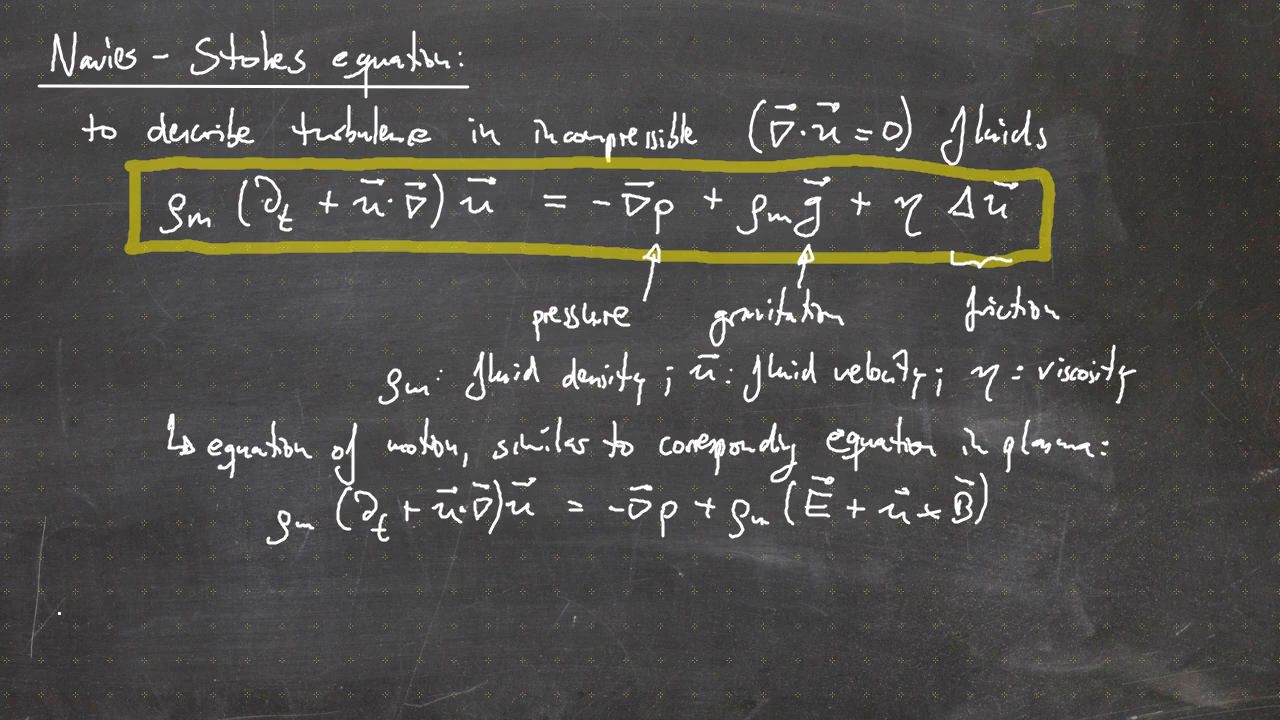 Navier - Stokes equation:
to describe turbulence in incompressible (∇⃗·u⃗ = 0) fluids
ρm (∂t + u⃗·∇⃗) u⃗ = -∇⃗p + ρm g⃗ + η Δu⃗
pressure gravitation friction
ρm: fluid density; u⃗: fluid velocity; η: viscosity
↳ equation of motion, similar to correspondig equation in plasma:
ρm (∂t + u⃗·∇⃗)u⃗ = -∇⃗p + ρm (E⃗ + u⃗ × B⃗)